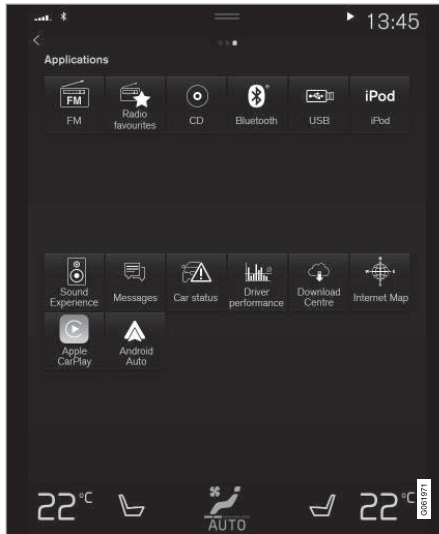 13:45
Applications
FM
iPod
FM
Radio
favourites
CD
Bluetooth
USB
iPod
Sound
Experience
Messages
Car status
Driver
performance
Download
Centre
Internet Map
Apple
CarPlay
Android
Auto
22°C
AUTO
22°C
G061971